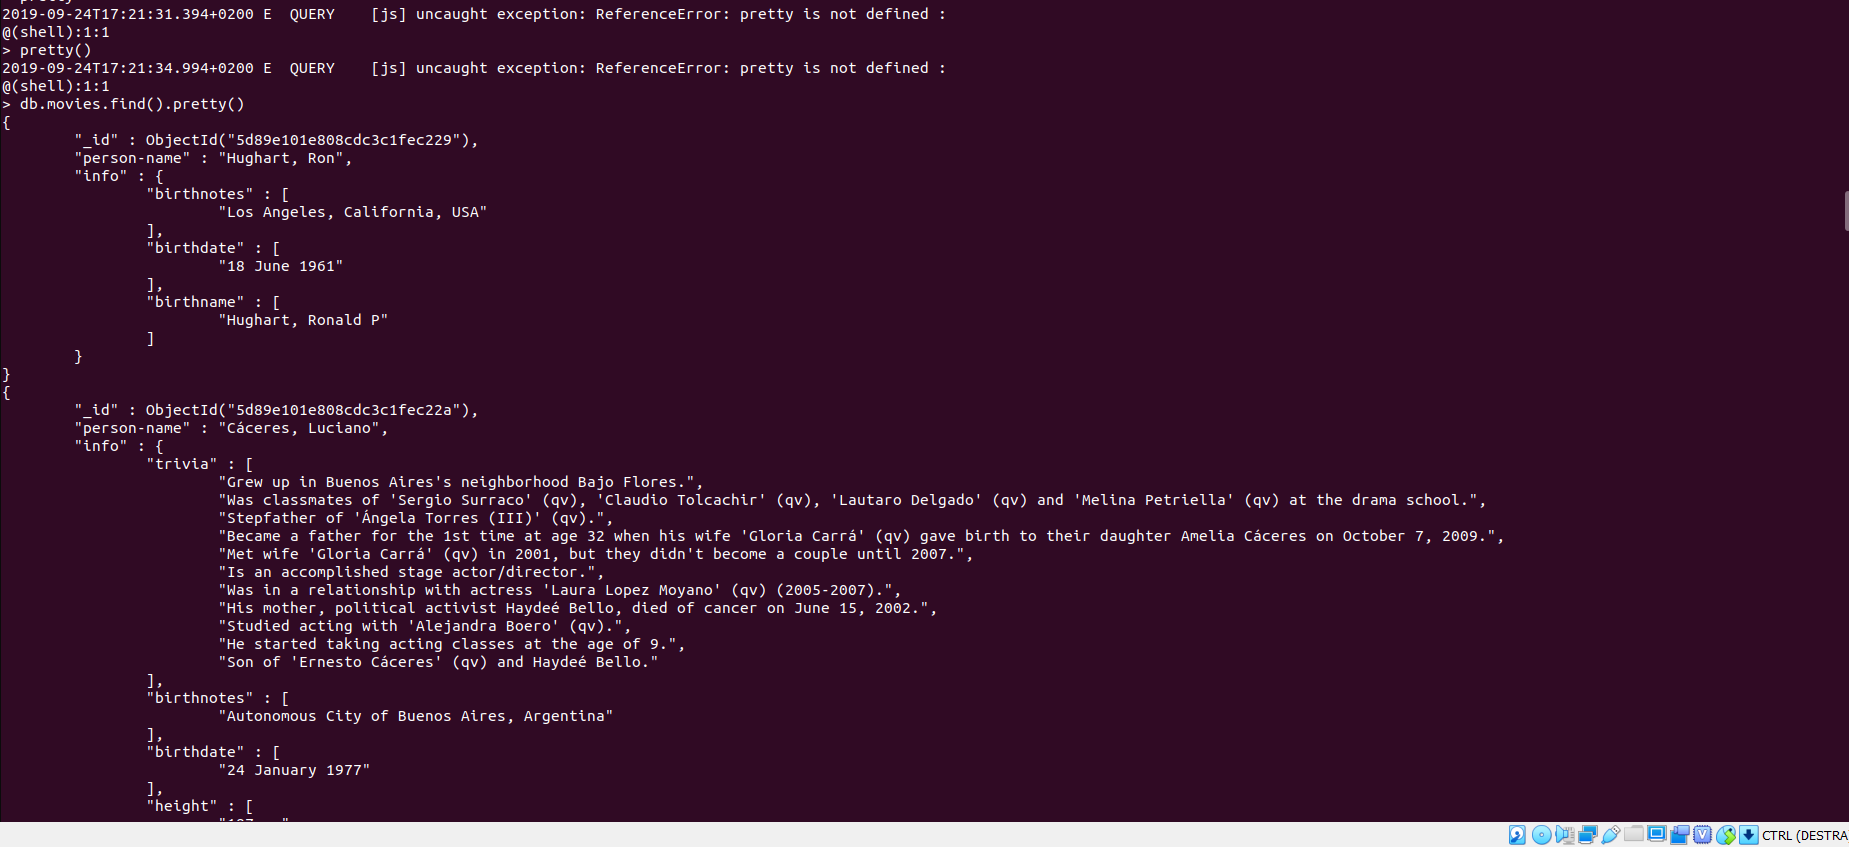 2019-09-24T17:21:31.394+0200 E  QUERY    [js] uncaught exception: ReferenceError: pretty is not defined :
@(shell):1:1
> pretty()
2019-09-24T17:21:34.994+0200 E  QUERY    [js] uncaught exception: ReferenceError: pretty is not defined :
@(shell):1:1
> db.movies.find().pretty()
{
        "_id" : ObjectId("5d89e101e808cdc3c1fec229"),
        "person-name" : "Hughart, Ron",
        "info" : {
                "birthnotes" : [
                        "Los Angeles, California, USA"
                ],
                "birthdate" : [
                        "18 June 1961"
                ],
                "birthname" : [
                        "Hughart, Ronald P"
                ]
        }
}
{
        "_id" : ObjectId("5d89e101e808cdc3c1fec22a"),
        "person-name" : "Cáceres, Luciano",
        "info" : {
                "trivia" : [
                        "Grew up in Buenos Aires's neighborhood Bajo Flores.",
                        "Was classmates of 'Sergio Surraco' (qv), 'Claudio Tolcachir' (qv), 'Lautaro Delgado' (qv) and 'Melina Petriella' (qv) at the drama school.",
                        "Stepfather of 'Ángela Torres (III)' (qv).",
                        "Became a father for the 1st time at age 32 when his wife 'Gloria Carrá' (qv) gave birth to their daughter Amelia Cáceres on October 7, 2009.",
                        "Met wife 'Gloria Carrá' (qv) in 2001, but they didn't become a couple until 2007.",
                        "Is an accomplished stage actor/director.",
                        "Was in a relationship with actress 'Laura Lopez Moyano' (qv) (2005-2007).",
                        "His mother, political activist Haydeé Bello, died of cancer on June 15, 2002.",
                        "Studied acting with 'Alejandra Boero' (qv).",
                        "He started taking acting classes at the age of 9.",
                        "Son of 'Ernesto Cáceres' (qv) and Haydeé Bello."
                ],
                "birthnotes" : [
                        "Autonomous City of Buenos Aires, Argentina"
                ],
                "birthdate" : [
                        "24 January 1977"
                ],
                "height" : [
CTRL (DESTRA